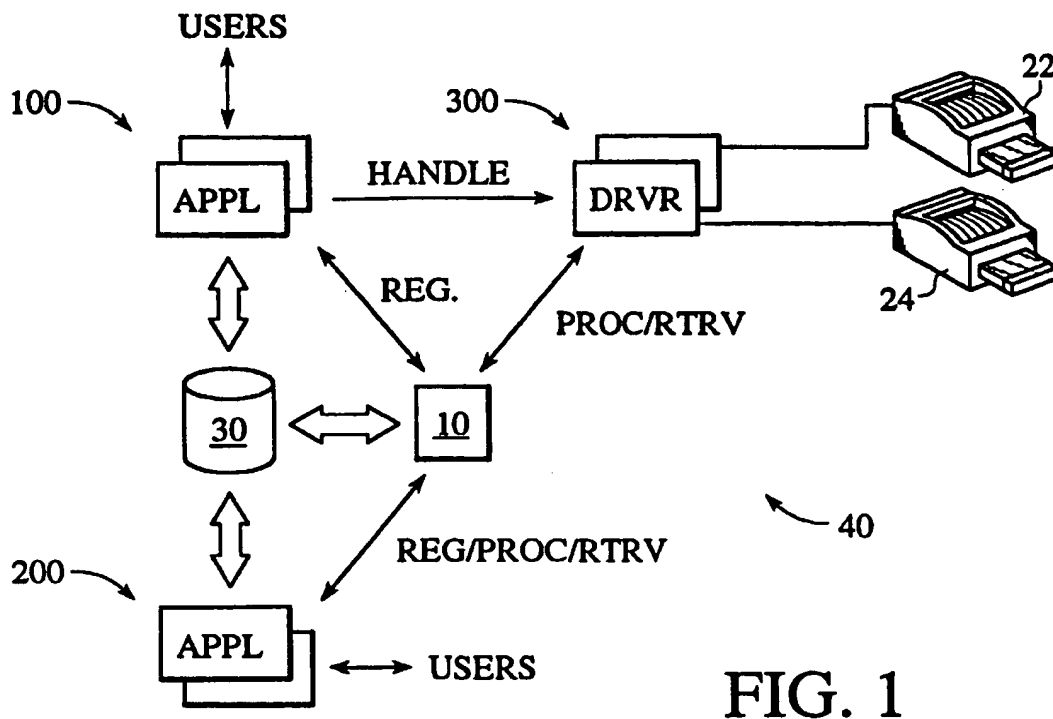 USERS
100
300
22
APPL
HANDLE
DRVR
24
REG.
PROC/RTRV
30
10
40
REG/PROC/RTRV
200
APPL
USERS
FIG. 1